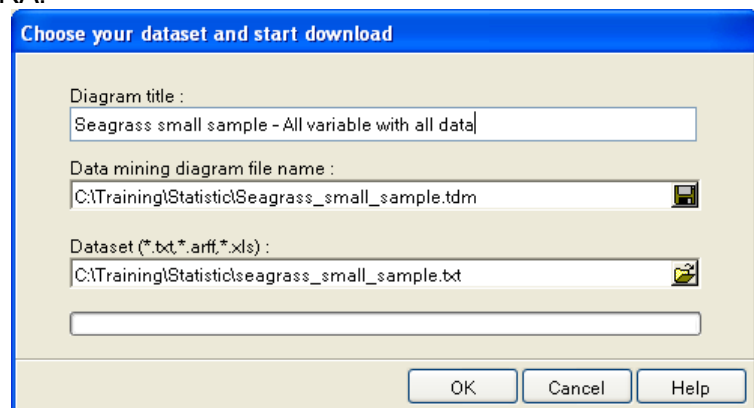 Choose your dataset and start download
Diagram title :
Seagrass small sample - All variable with all data
Data mining diagram file name :
C:\Training\Statistic\Seagrass_small_sample.tdm
Dataset (*.txt,*.arff,*.xls) :
C:\Training\Statistic\seagrass_small_sample.txt
OK Cancel Help